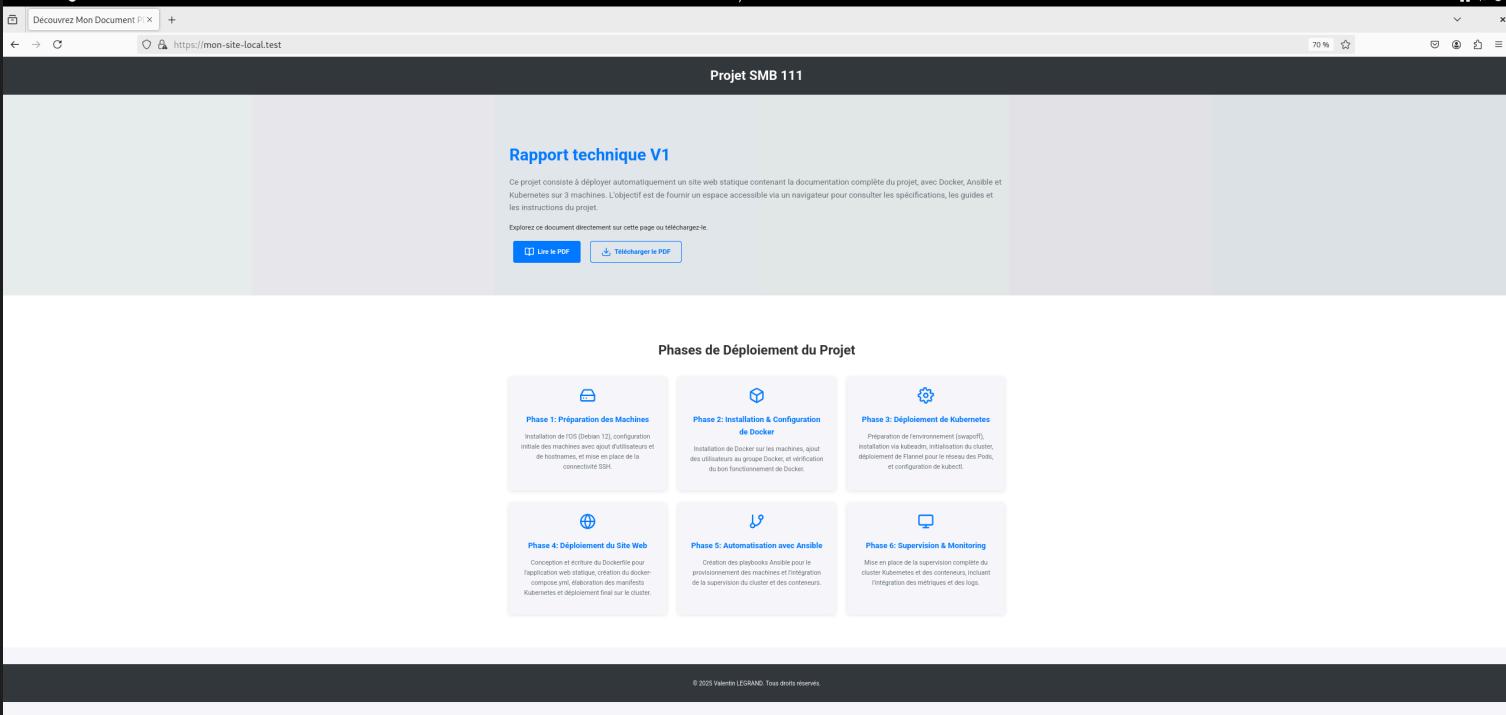 Découvrez Mon Document P
https://mon-site-local.test
70 %
Projet SMB 111
Rapport technique V1
Ce projet consiste à déployer automatiquement un site web statique contenant la documentation complète du projet, avec Docker, Ansible et
Kubernetes sur 3 machines. L'objectif est de fournir un espace accessible via un navigateur pour consulter les spécifications, les guides et
les instructions du projet.
Explorez ce document directement sur cette page ou téléchargez-le.
Lire le PDF
Télécharger le PDF
Phases de Déploiement du Projet
Phase 1: Préparation des Machines
Installation de l'OS (Debian 12), configuration
initiale des machines avec ajout d'utilisateurs et
de hostnames, et mise en place de la
connectivité SSH.
Phase 2: Installation & Configuration
de Docker
Installation de Docker sur les machines, ajout
des utilisateurs au groupe Docker, et vérification
du bon fonctionnement de Docker.
Phase 3: Déploiement de Kubernetes
Préparation de l'environnement (swapoff),
installation via kubeadm, initialisation du cluster,
déploiement de Flannel pour le réseau des Pods,
et configuration de kubectl.
Phase 4: Déploiement du Site Web
Conception et écriture du Dockerfile pour
l'application web statique, création du docker-
compose.yml, élaboration des manifests
Kubernetes et déploiement final sur le cluster.
Phase 5: Automatisation avec Ansible
Création des playbooks Ansible pour le
provisionnement des machines et l'intégration
de la supervision du cluster et des conteneurs.
Phase 6: Supervision & Monitoring
Mise en place de la supervision complète du
cluster Kubernetes et des conteneurs, incluant
l'intégration des métriques et des logs.
© 2025 Valentin LEGRAND. Tous droits réservés.